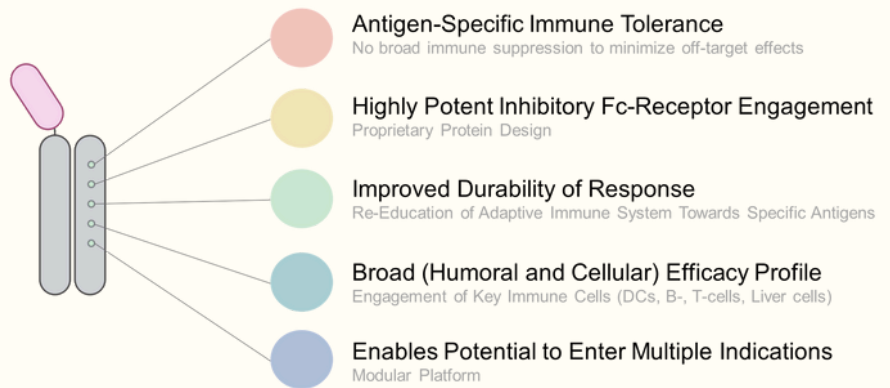 Antigen-Specific Immune Tolerance
No broad immune suppression to minimize off-target effects
Highly Potent Inhibitory Fc-Receptor Engagement
Proprietary Protein Design
Improved Durability of Response
Re-Education of Adaptive Immune System Towards Specific Antigens
Broad (Humoral and Cellular) Efficacy Profile
Engagement of Key Immune Cells (DCs, B-, T-cells, Liver cells)
Enables Potential to Enter Multiple Indications
Modular Platform